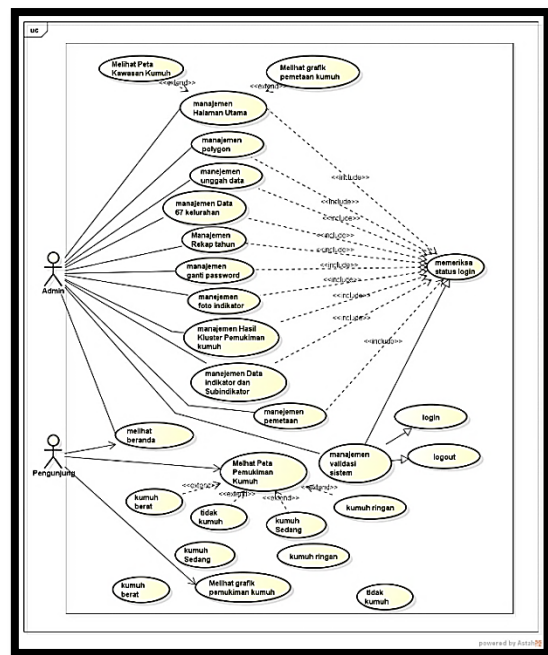 uc
Melihat Peta
Kawasan Kumuh
Melihat grafik
pemetaan kumuh
<<extend>>
<<extend>>
manajemen
Halaman Utama
manajemen
polygon
manajemen
unggah data
manajemen Data
67 kelurahan
Manajemen
Rekap tahun
manajemen
ganti password
manajemen
foto indikator
manajemen Hasil
Kluster Pemukiman
kumuh
manajemen Data
indikator dan
Subindikator
manejemen
pemetaan
<<include>>
<<include>>
<<include>>
<<include>>
<<include>>
<<include>>
<<include>>
<<include>>
<<include>>
memeriksa
status login
Admin
melihat
beranda
Pengunjung
Melihat Peta
Pemukiman
Kumuh
manajemen
validasi
sistem
login
logout
<<extend>>
<<extend>>
<<extend>>
<<extend>>
kumuh
berat
tidak
kumuh
kumuh
Sedang
kumuh ringan
kumuh
Sedang
kumuh ringan
kumuh
berat
Melihat grafik
pemukiman kumuh
tidak
kumuh
powered by Astah